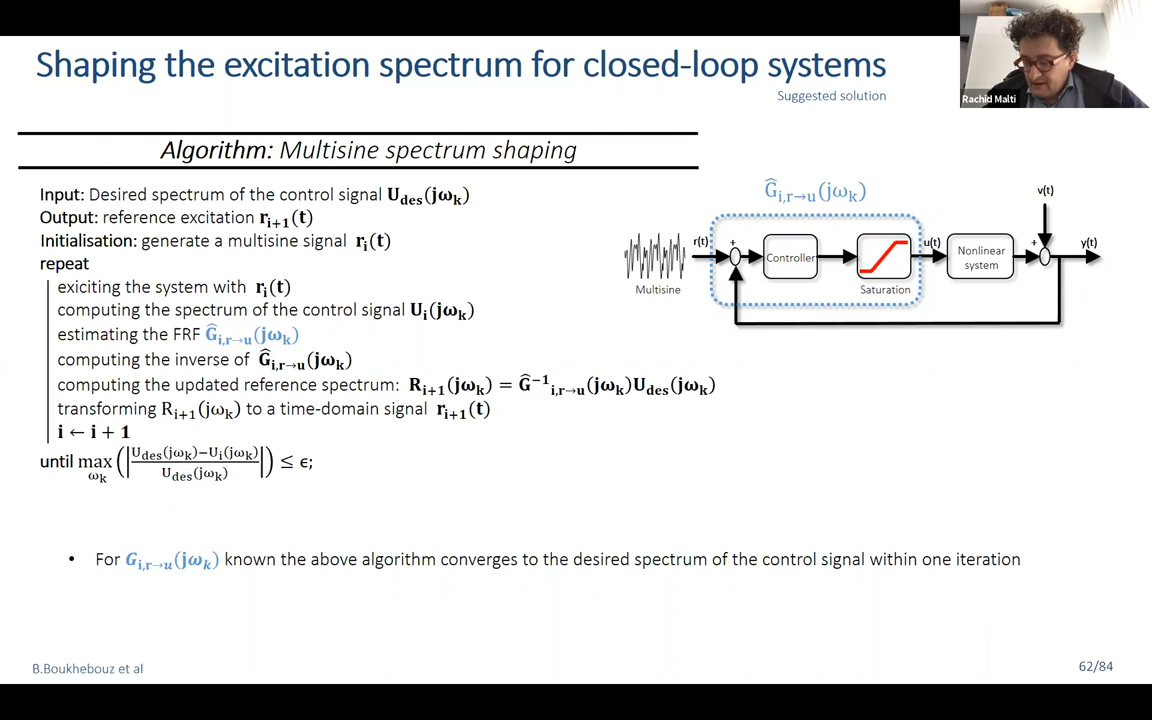 Shaping the excitation spectrum for closed-loop systems
Suggested solution
Rachid Malti
Algorithm: Multisine spectrum shaping
Input: Desired spectrum of the control signal U_des(jω_k)
Output: reference excitation r_{i+1}(t)
Initialisation: generate a multisine signal r_i(t)
repeat
exiciting the system with r_i(t)
computing the spectrum of the control signal U_i(jω_k)
estimating the FRF Ĝ_{i,r→u}(jω_k)
computing the inverse of Ĝ_{i,r→u}(jω_k)
computing the updated reference spectrum: R_{i+1}(jω_k) = Ĝ^{-1}_{i,r→u}(jω_k)U_des(jω_k)
transforming R_{i+1}(jω_k) to a time-domain signal r_{i+1}(t)
i ← i + 1
until max_{ω_k} (|U_des(jω_k)−U_i(jω_k) / U_des(jω_k)|) ≤ ϵ;
Ĝ_{i,r→u}(jω_k)
v(t)
r(t)
+
u(t)
+
y(t)
Controller
Nonlinear
system
Multisine
Saturation
• For G_{i,r→u}(jω_k) known the above algorithm converges to the desired spectrum of the control signal within one iteration
B.Boukhebouz et al
62/84